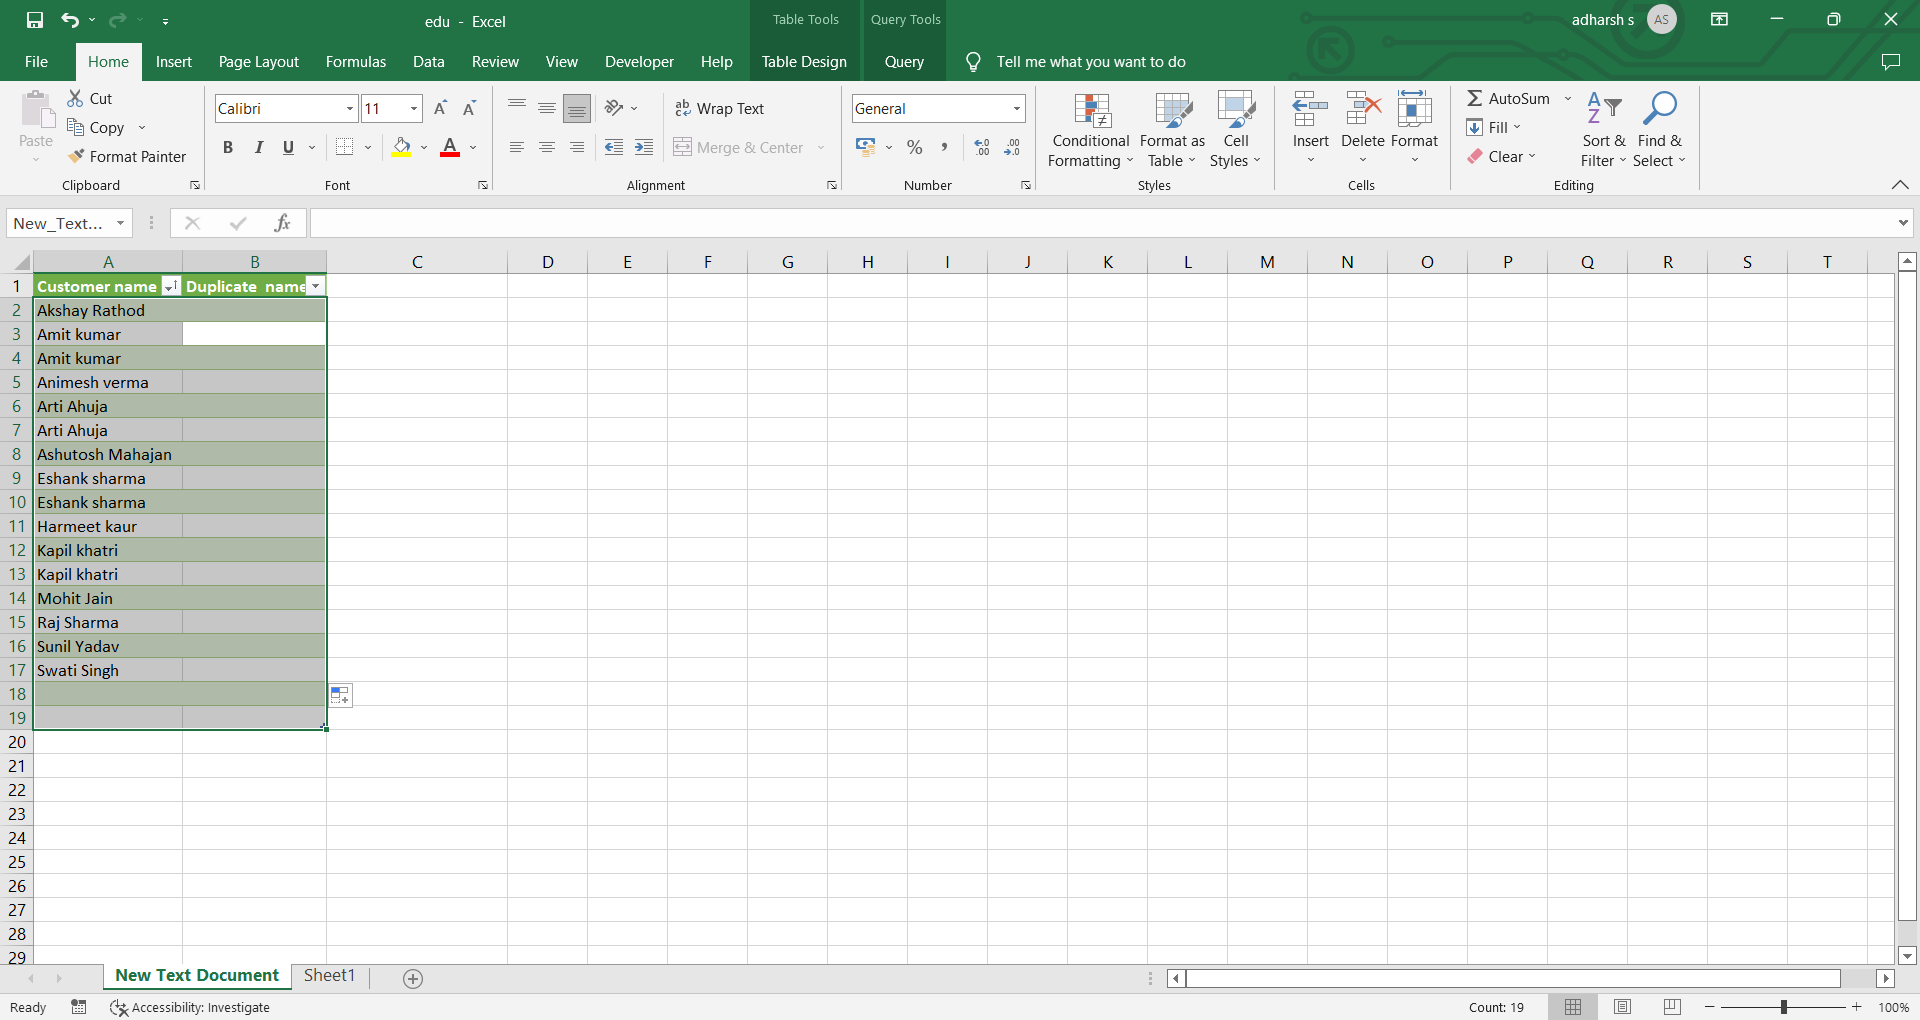 edu - Excel
Table Tools
Query Tools
adharsh s
AS
File
Home
Insert
Page Layout
Formulas
Data
Review
View
Developer
Help
Table Design
Query
Tell me what you want to do
Paste
Cut
Copy
Format Painter
Clipboard
Calibri
11
A A
B I U
A
Font
ab Wrap Text
Merge & Center
Alignment
General
%
Number
Conditional Formatting
Format as Table
Cell Styles
Styles
Insert
Delete
Format
Cells
AutoSum
Fill
Clear
Sort & Filter
Find & Select
Editing
New_Text...
fx
A B C D E F G H I J K L M N O P Q R S T
1 Customer name Duplicate name
2 Akshay Rathod
3 Amit kumar
4 Amit kumar
5 Animesh verma
6 Arti Ahuja
7 Arti Ahuja
8 Ashutosh Mahajan
9 Eshank sharma
10 Eshank sharma
11 Harmeet kaur
12 Kapil khatri
13 Kapil khatri
14 Mohit Jain
15 Raj Sharma
16 Sunil Yadav
17 Swati Singh
18
19
20
21
22
23
24
25
26
27
28
29
New Text Document
Sheet1
Ready
Accessibility: Investigate
Count: 19
100%